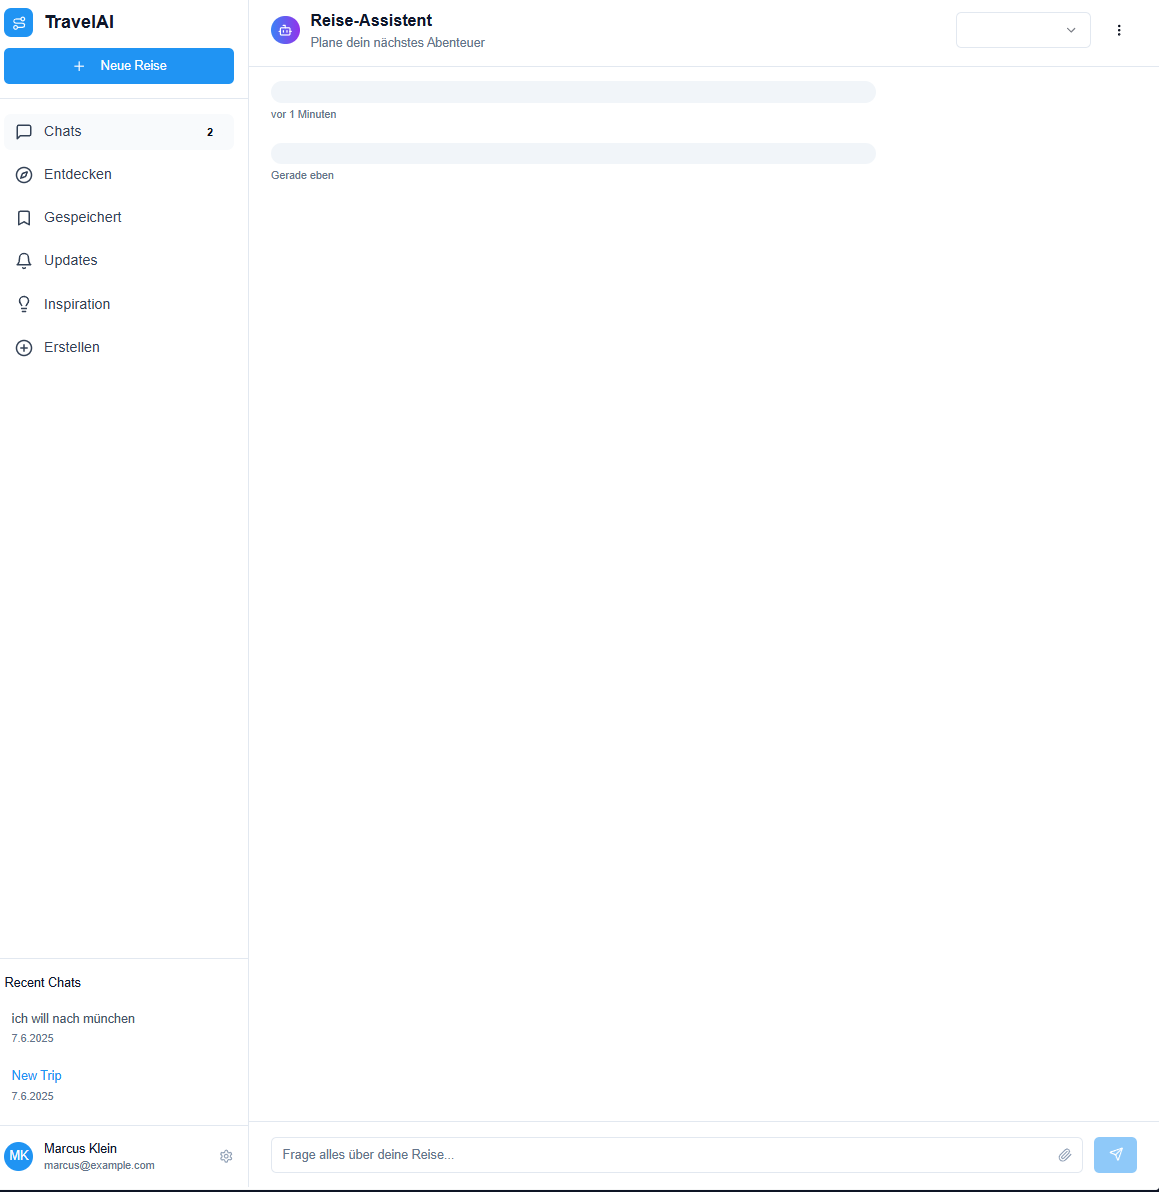 TravelAI
Neue Reise
Chats 2
Entdecken
Gespeichert
Updates
Inspiration
Erstellen
Recent Chats
ich will nach münchen
7.6.2025
New Trip
7.6.2025
MK
Marcus Klein
marcus@example.com
Reise-Assistent
Plane dein nächstes Abenteuer
vor 1 Minuten
Gerade eben
Frage alles über deine Reise...